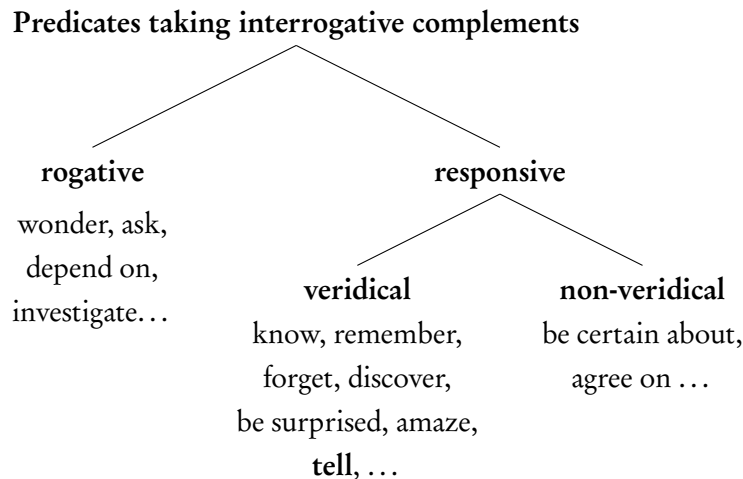 Predicates taking interrogative complements
rogative
wonder, ask,
depend on,
investigate…
responsive
veridical
know, remember,
forget, discover,
be surprised, amaze,
tell, …
non-veridical
be certain about,
agree on …